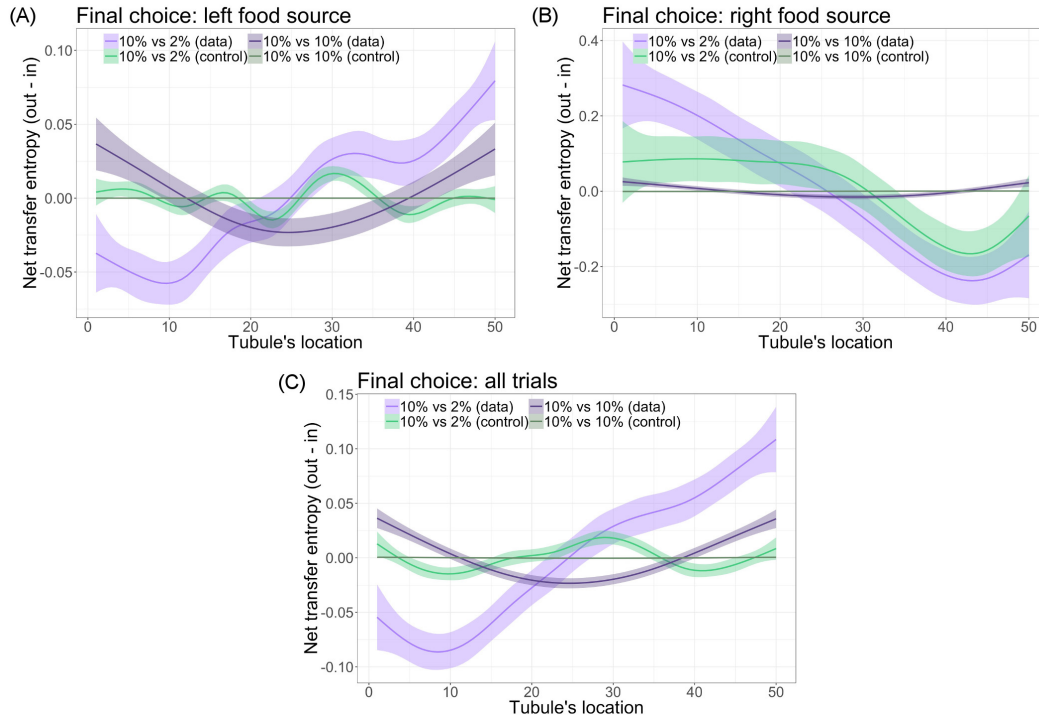 (A)
Final choice: left food source
10% vs 2% (data)
10% vs 10% (data)
10% vs 2% (control)
10% vs 10% (control)
Net transfer entropy (out - in)
0.10
0.05
0.00
-0.05
0
10
20
30
40
50
Tubule's location
(B)
Final choice: right food source
10% vs 2% (data)
10% vs 10% (data)
10% vs 2% (control)
10% vs 10% (control)
Net transfer entropy (out - in)
0.4
0.2
0.0
-0.2
0
10
20
30
40
50
Tubule's location
(C)
Final choice: all trials
10% vs 2% (data)
10% vs 10% (data)
10% vs 2% (control)
10% vs 10% (control)
Net transfer entropy (out - in)
0.15
0.10
0.05
0.00
-0.05
-0.10
0
10
20
30
40
50
Tubule's location